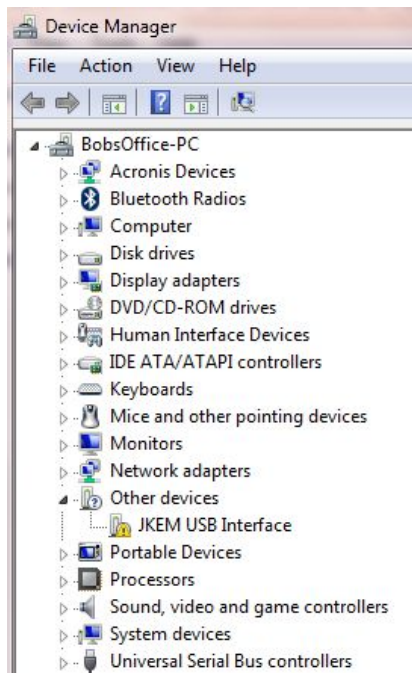 Device Manager
File Action View Help
BobsOffice-PC
Acronis Devices
Bluetooth Radios
Computer
Disk drives
Display adapters
DVD/CD-ROM drives
Human Interface Devices
IDE ATA/ATAPI controllers
Keyboards
Mice and other pointing devices
Monitors
Network adapters
Other devices
JKEM USB Interface
Portable Devices
Processors
Sound, video and game controllers
System devices
Universal Serial Bus controllers